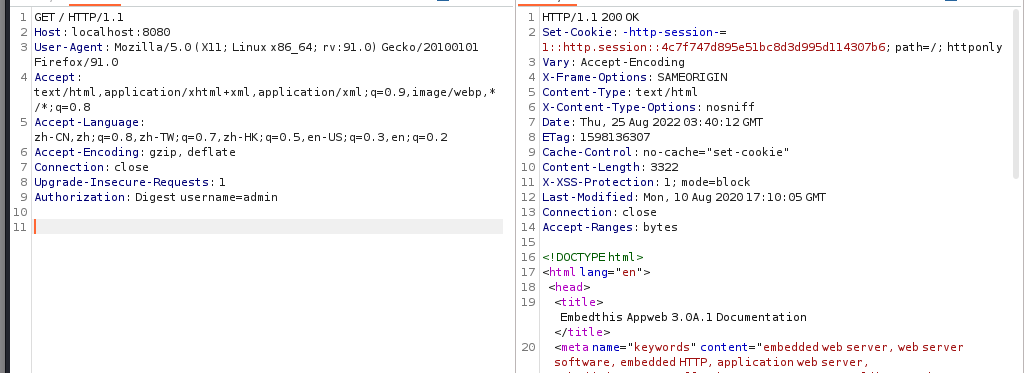 1 GET / HTTP/1.1
2 Host: localhost:8080
3 User-Agent: Mozilla/5.0 (X11; Linux x86_64; rv:91.0) Gecko/20100101
Firefox/91.0
4 Accept:
text/html,application/xhtml+xml,application/xml;q=0.9,image/webp,*
/*;q=0.8
5 Accept-Language:
zh-CN,zh;q=0.8,zh-TW;q=0.7,zh-HK;q=0.5,en-US;q=0.3,en;q=0.2
6 Accept-Encoding: gzip, deflate
7 Connection: close
8 Upgrade-Insecure-Requests: 1
9 Authorization: Digest username=admin
10
11
1 HTTP/1.1 200 OK
2 Set-Cookie: -http-session-=
1::http.session::4c7f747d895e51bc8d3d995d114307b6; path=/; httponly
3 Vary: Accept-Encoding
4 X-Frame-Options: SAMEORIGIN
5 Content-Type: text/html
6 X-Content-Type-Options: nosniff
7 Date: Thu, 25 Aug 2022 03:40:12 GMT
8 ETag: 1598136307
9 Cache-Control: no-cache="set-cookie"
10 Content-Length: 3322
11 X-XSS-Protection: 1; mode=block
12 Last-Modified: Mon, 10 Aug 2020 17:10:05 GMT
13 Connection: close
14 Accept-Ranges: bytes
15
16 <!DOCTYPE html>
17 <html lang="en">
18 <head>
19 <title>
Embedthis Appweb 3.0A.1 Documentation
</title>
20 <meta name="keywords" content="embedded web server, web server
software, embedded HTTP, application web server,